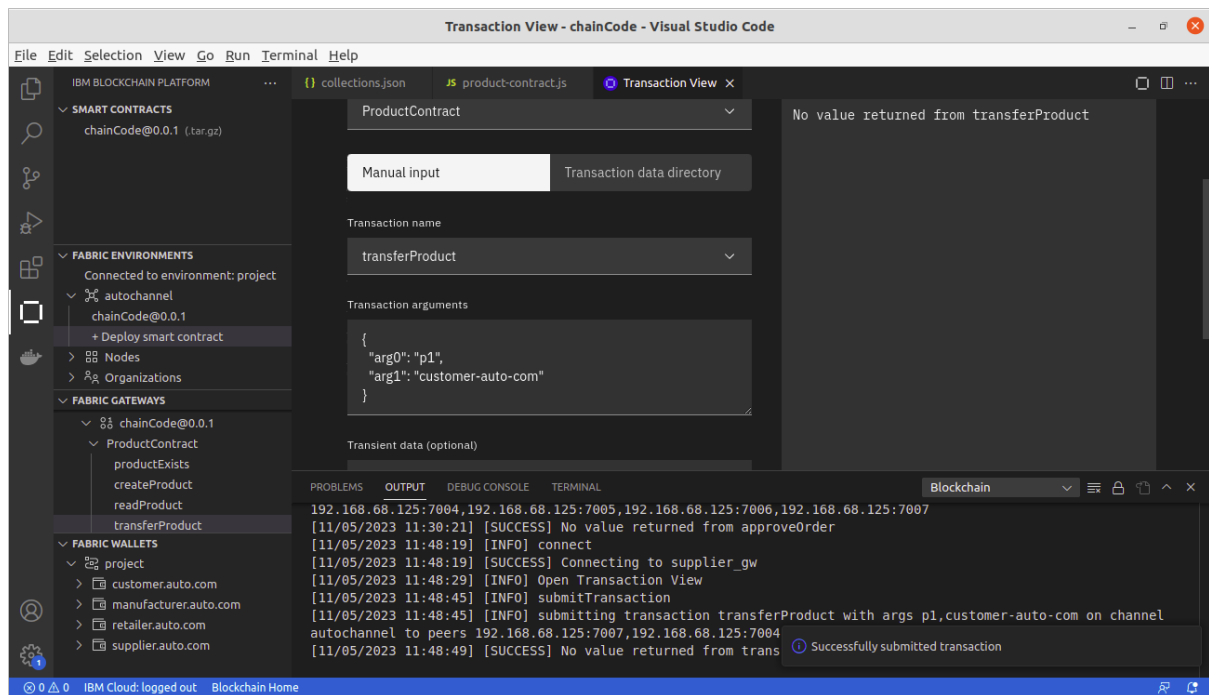 Transaction View - chainCode - Visual Studio Code
File Edit Selection View Go Run Terminal Help
IBM BLOCKCHAIN PLATFORM
SMART CONTRACTS
chainCode@0.0.1 (.tar.gz)
FABRIC ENVIRONMENTS
Connected to environment: project
autochannel
chainCode@0.0.1
+ Deploy smart contract
Nodes
Organizations
FABRIC GATEWAYS
chainCode@0.0.1
ProductContract
productExists
createProduct
readProduct
transferProduct
FABRIC WALLETS
project
customer.auto.com
manufacturer.auto.com
retailer.auto.com
supplier.auto.com
{} collections.json JS product-contract.js Transaction View
ProductContract
Manual input Transaction data directory
Transaction name
transferProduct
Transaction arguments
{
"arg0": "p1",
"arg1": "customer-auto-com"
}
Transient data (optional)
No value returned from transferProduct
PROBLEMS OUTPUT DEBUG CONSOLE TERMINAL Blockchain
192.168.68.125:7004,192.168.68.125:7005,192.168.68.125:7006,192.168.68.125:7007
[11/05/2023 11:30:21] [SUCCESS] No value returned from approveOrder
[11/05/2023 11:48:19] [INFO] connect
[11/05/2023 11:48:19] [SUCCESS] Connecting to supplier_gw
[11/05/2023 11:48:29] [INFO] Open Transaction View
[11/05/2023 11:48:45] [INFO] submitTransaction
[11/05/2023 11:48:45] [INFO] submitting transaction transferProduct with args p1,customer-auto-com on channel
autochannel to peers 192.168.68.125:7007,192.168.68.125:7004
[11/05/2023 11:48:49] [SUCCESS] No value returned from trans
Successfully submitted transaction
1
0 0 IBM Cloud: logged out Blockchain Home